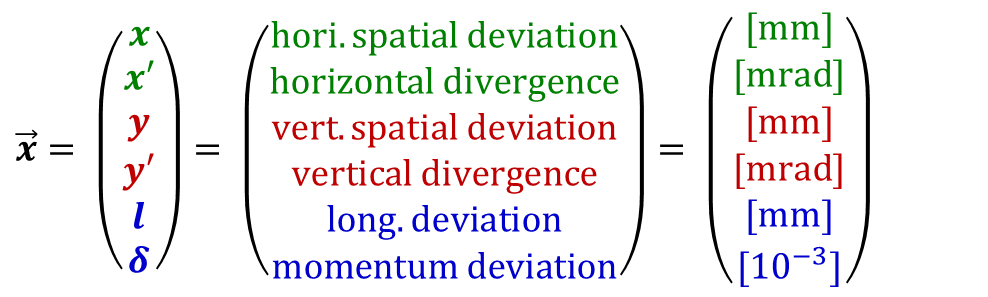 x⃗ = (x = (hori. spatial deviation = ([mm]
x′ horizontal divergence [mrad]
y vert. spatial deviation [mm]
y′ vertical divergence [mrad]
l long. deviation [mm]
δ) momentum deviation) [10⁻³])